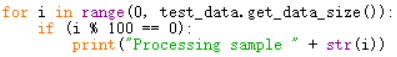 for i in range(0, test_data.get_data_size()):
    if (i % 100 == 0):
        print("Processing sample " + str(i))